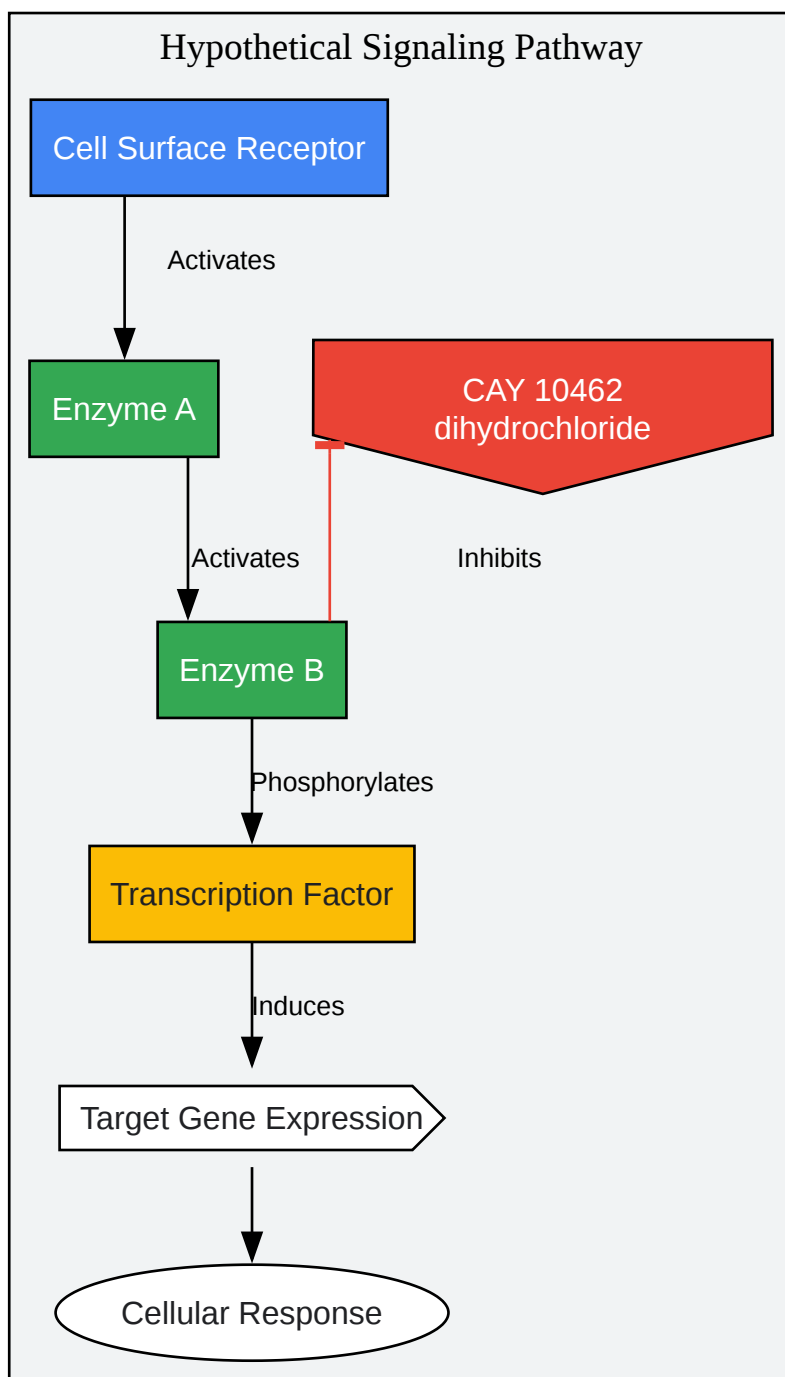 Hypothetical Signaling Pathway
Cell Surface Receptor
Activates
CAY 10462
dihydrochloride
Enzyme A
Activates
Inhibits
Enzyme B
Phosphorylates
Transcription Factor
Induces
Target Gene Expression
Cellular Response